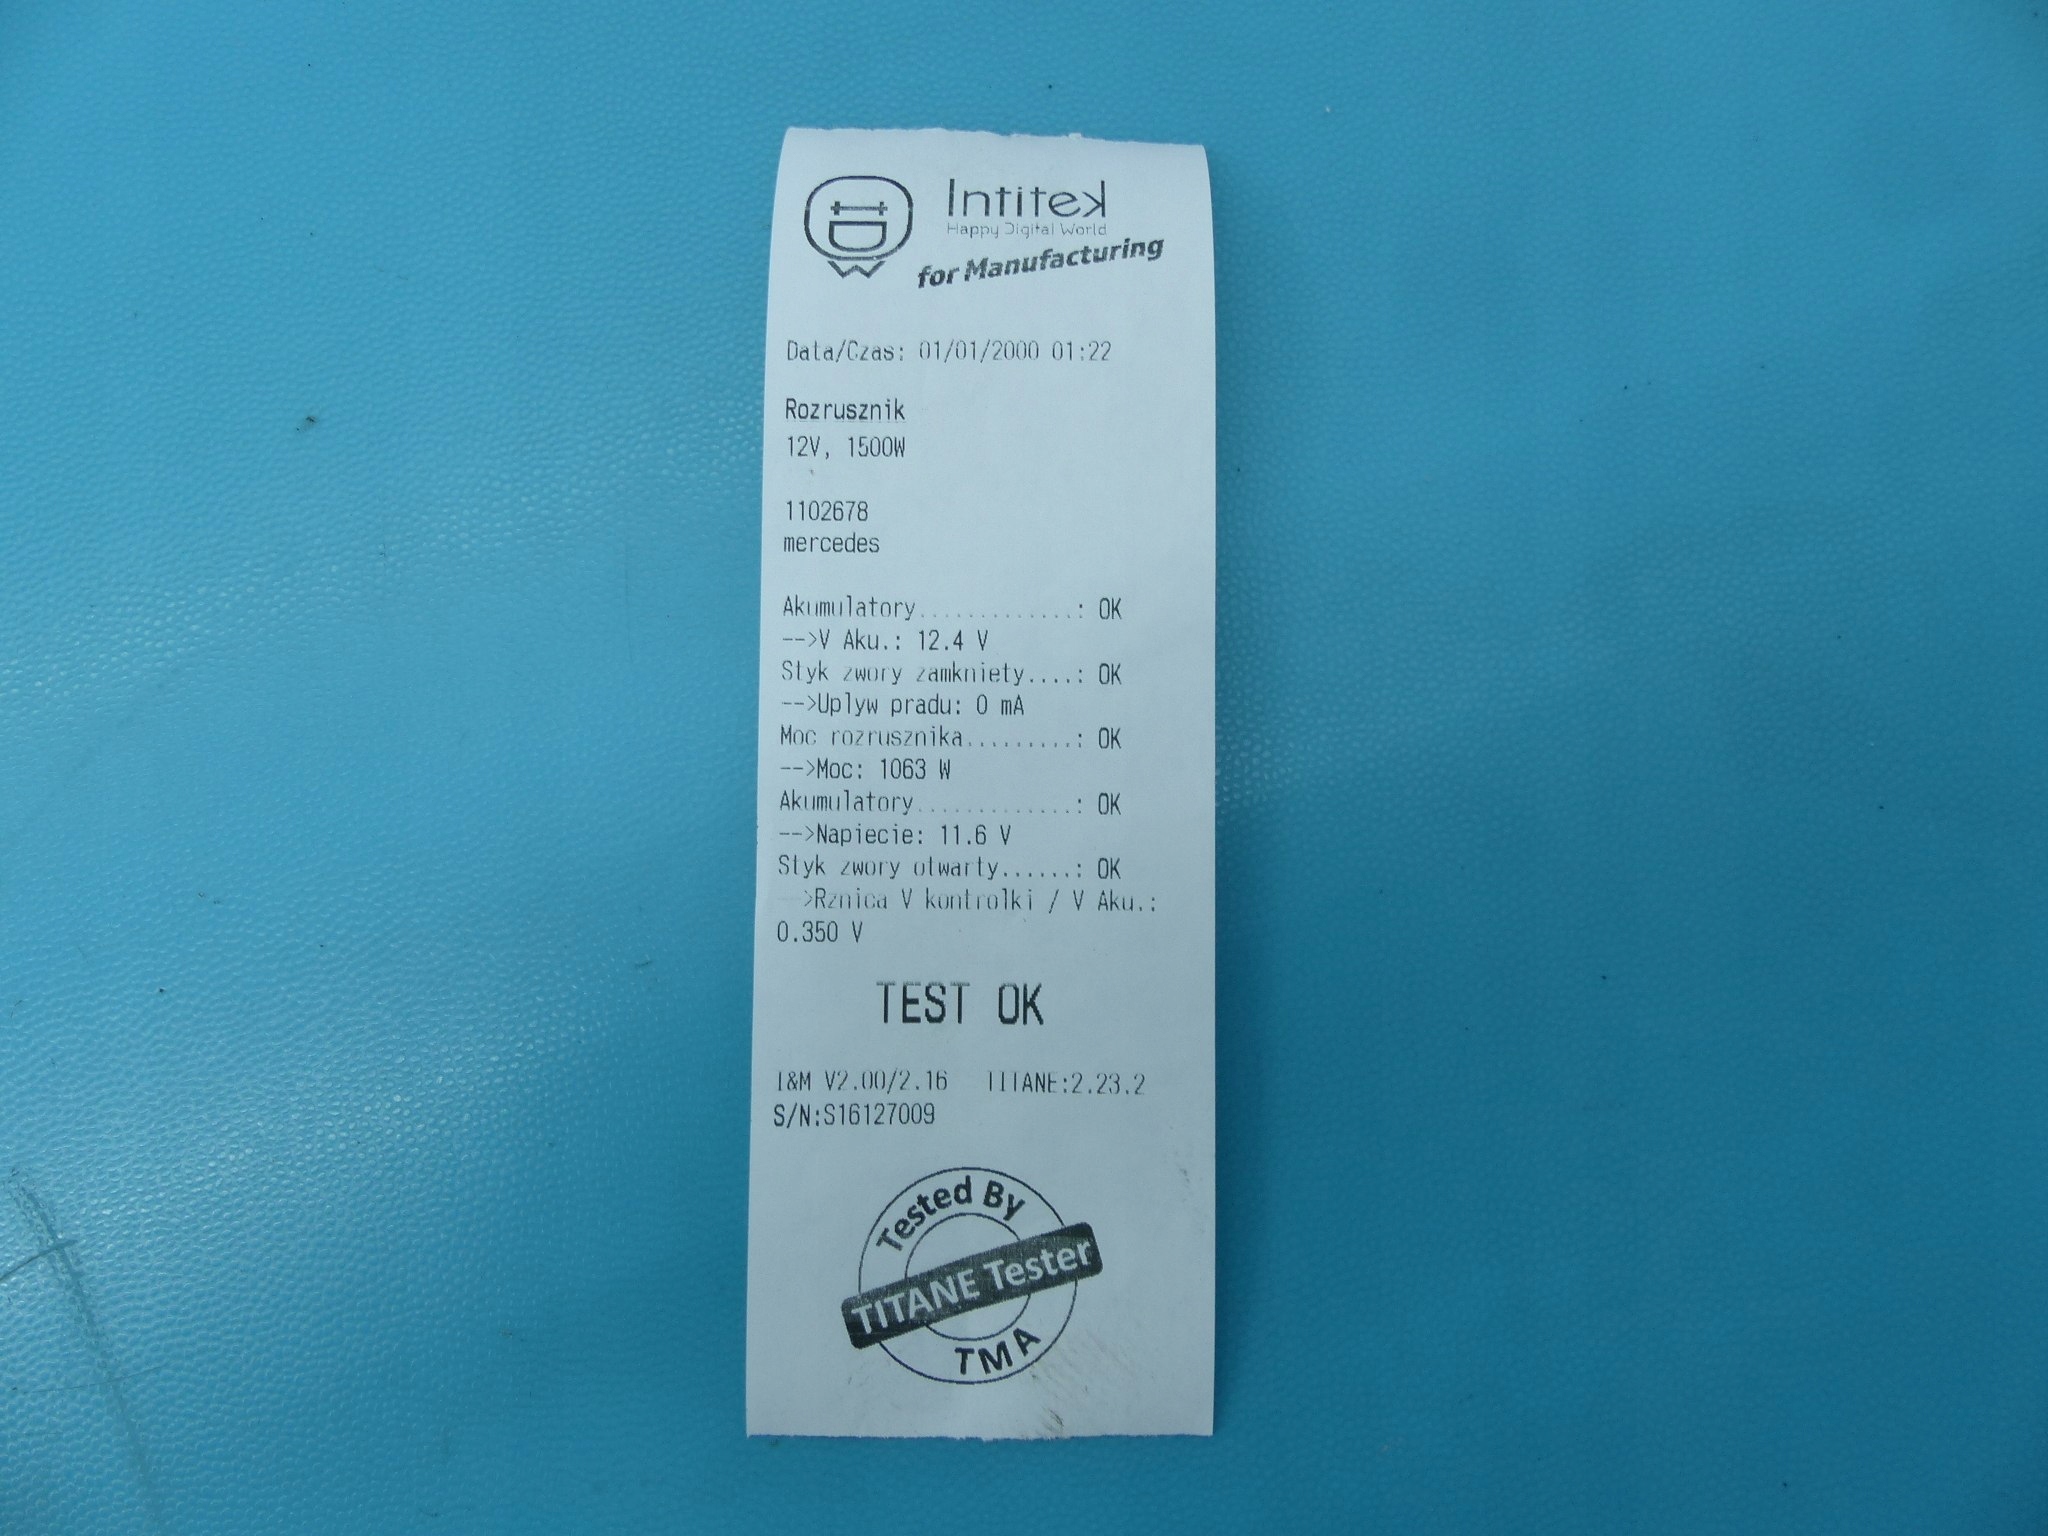 Intitek
Happy Digital World
for Manufacturing
Data/Czas: 01/01/2000 01:22
Rozrusznik
12V, 1500W
1102678
mercedes
Akumulatory.............: OK
-->V Aku.: 12.4 V
Styk zwory zamkniety....: OK
-->Uplyw pradu: 0 mA
Moc rozrusznika.........: OK
-->Moc: 1063 W
Akumulatory.............: OK
-->Napiecie: 11.6 V
Styk zwory otwarty......: OK
-->Rznica V kontrolki / V Aku.:
0.350 V
TEST OK
I&M V2.00/2.16 TITANE:2.23.2
S/N:S16127009
Tested By
TITANE Tester
TMA